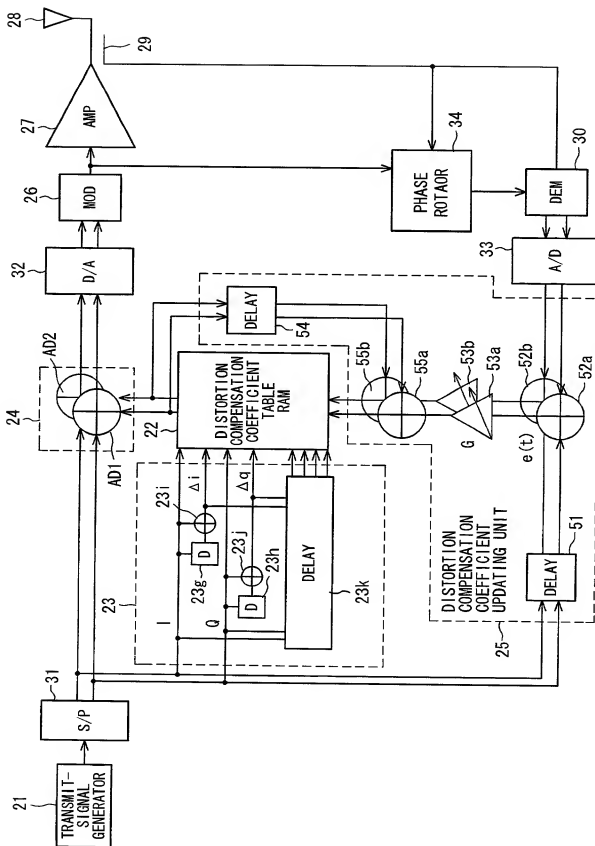 28
29
27
AMP
34
PHASE
ROTAOR
30
DEM
26
MOD
33
A/D
32
D/A
DELAY
54
AD2
24
AD1
55b
55a
53b
53a
G
52b
52a
e(t)
DISTORTION
COMPENSATION
COEFFICIENT
TABLE
RAM
22
23
23i
Δi
23g
D
I
Δq
23j
23h
D
Q
DELAY
23k
DISTORTION
COMPENSATION
COEFFICIENT
UPDATING UNIT
25
51
DELAY
31
S/P
21
TRANSMIT-
SIGNAL
GENERATOR